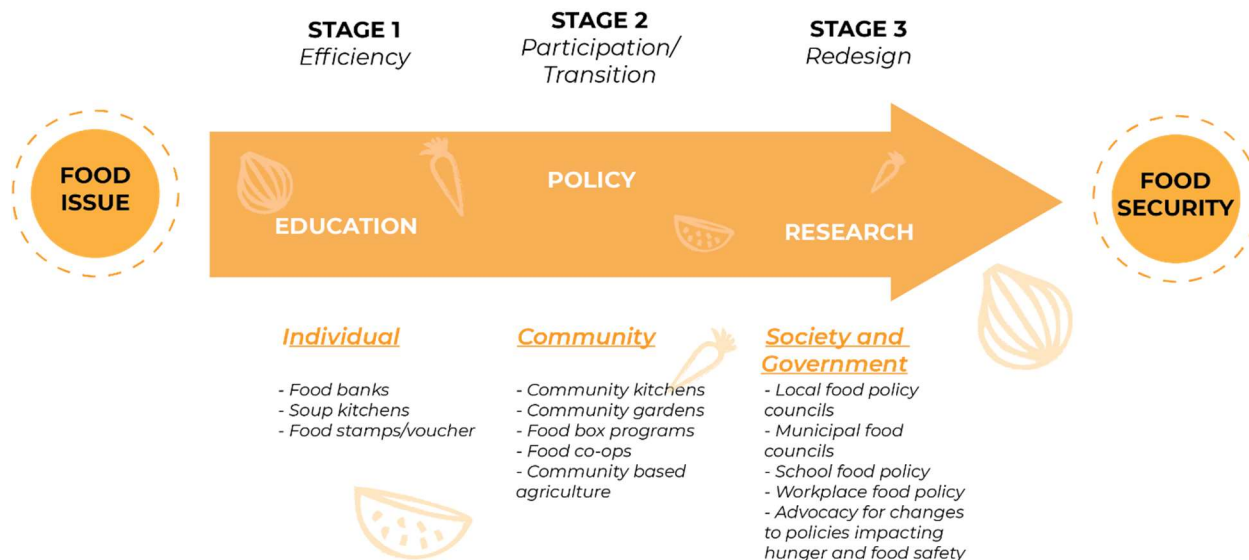 STAGE 1
Efficiency
STAGE 2
Participation/
Transition
STAGE 3
Redesign
FOOD
ISSUE
EDUCATION
POLICY
RESEARCH
FOOD
SECURITY
Individual
- Food banks
- Soup kitchens
- Food stamps/voucher
Community
- Community kitchens
- Community gardens
- Food box programs
- Food co-ops
- Community based
agriculture
Society and
Government
- Local food policy
councils
- Municipal food
councils
- School food policy
- Workplace food policy
- Advocacy for changes
to policies impacting
hunger and food safety